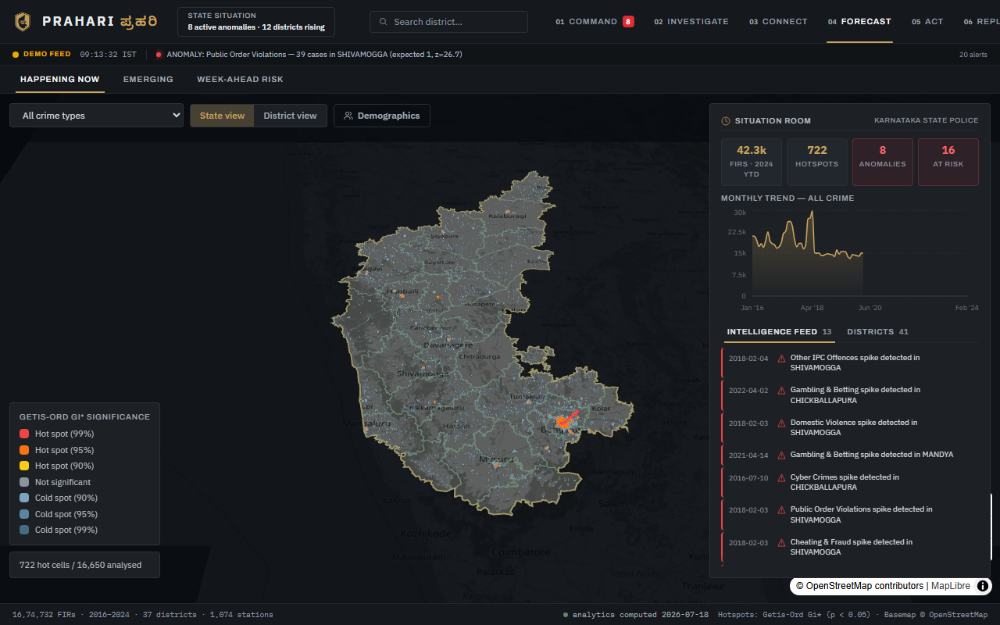 PRAHARI ಪ್ರಹರಿ
STATE SITUATION
8 active anomalies · 12 districts rising
Search district...
01 COMMAND 8
02 INVESTIGATE
03 CONNECT
04 FORECAST
05 ACT
06 REPL
DEMO FEED 09:13:32 IST
ANOMALY: Public Order Violations — 39 cases in SHIVAMOGGA (expected 1, z=26.7)
20 alerts
HAPPENING NOW
EMERGING
WEEK-AHEAD RISK
All crime types
State view
District view
Demographics
SITUATION ROOM
KARNATAKA STATE POLICE
42.3k
FIRS · 2024 YTD
722
HOTSPOTS
8
ANOMALIES
16
AT RISK
MONTHLY TREND — ALL CRIME
30k
22.5k
15k
7.5k
0
Jan '16
Apr '18
Jun '20
Feb '24
INTELLIGENCE FEED 13
DISTRICTS 41
2018-02-04 Other IPC Offences spike detected in
SHIVAMOGGA
2022-04-02 Gambling & Betting spike detected in
CHICKBALLAPURA
2018-02-03 Domestic Violence spike detected in
SHIVAMOGGA
2021-04-14 Gambling & Betting spike detected in MANDYA
2016-07-10 Cyber Crimes spike detected in
CHICKBALLAPURA
2018-02-03 Public Order Violations spike detected in
SHIVAMOGGA
2018-02-03 Cheating & Fraud spike detected in
SHIVAMOGGA
Kalaburagi
Hubballi
Davanagere
Chitradurga
Shivamogga
Tumakuru
Chikkamagaluru
Kolar
Mangaluru
Hassan
Mysuru
Dharmapuri
Kannur
Salem
Kozhikode
Erode
Malappuram
Coimbatore
Palakkad
Tamil Nadu
Thanjavur
Kerala
GETIS-ORD GI* SIGNIFICANCE
Hot spot (99%)
Hot spot (95%)
Hot spot (90%)
Not significant
Cold spot (90%)
Cold spot (95%)
Cold spot (99%)
722 hot cells / 16,650 analysed
© OpenStreetMap contributors | MapLibre
16,74,732 FIRs · 2016–2024 · 37 districts · 1,074 stations
analytics computed 2026-07-18
Hotspots: Getis-Ord Gi* (p < 0.05) · Basemap © OpenStreetMap